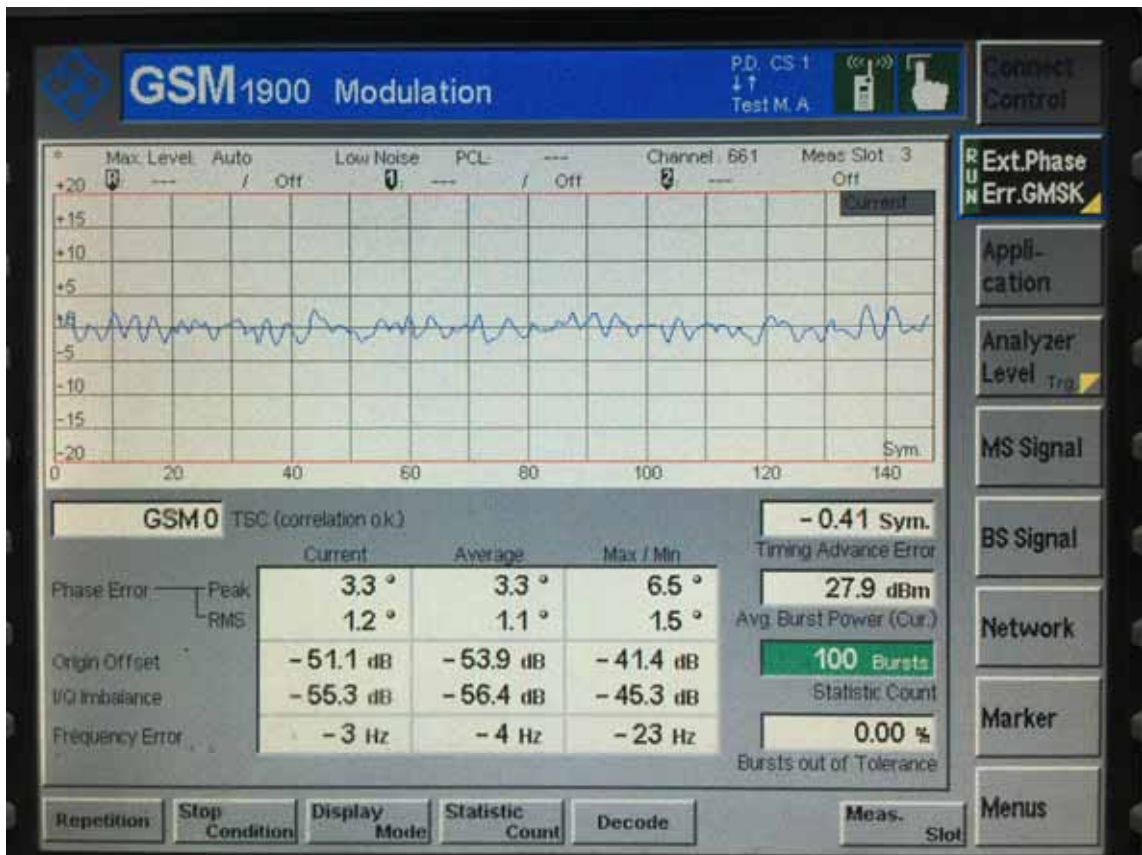 GSM 1900 Modulation
P.D. CS 1
↓↑
Test M. A
Connect Control
Max. Level: Auto Low Noise PCL: --- Channel : 661 Meas Slot : 3
--- / Off 1 --- / Off 2 --- Off
Current
+20
+15
+10
+5
-5
-10
-15
-20
Sym.
0 20 40 60 80 100 120 140
GSM 0 TSC (correlation o.k.)
Current Average Max / Min
Phase Error Peak 3.3 ° 3.3 ° 6.5 °
RMS 1.2 ° 1.1 ° 1.5 °
Origin Offset - 51.1 dB - 53.9 dB - 41.4 dB
I/Q Imbalance - 55.3 dB - 56.4 dB - 45.3 dB
Frequency Error - 3 Hz - 4 Hz - 23 Hz
- 0.41 Sym.
Timing Advance Error
27.9 dBm
Avg. Burst Power (Cur.)
100 Bursts
Statistic Count
0.00 %
Bursts out of Tolerance
RUN
Ext.Phase
Err.GMSK
Appli-
cation
Analyzer
Level Trg.
MS Signal
BS Signal
Network
Marker
Menus
Repetition
Stop
Condition
Display
Mode
Statistic
Count
Decode
Meas.
Slot